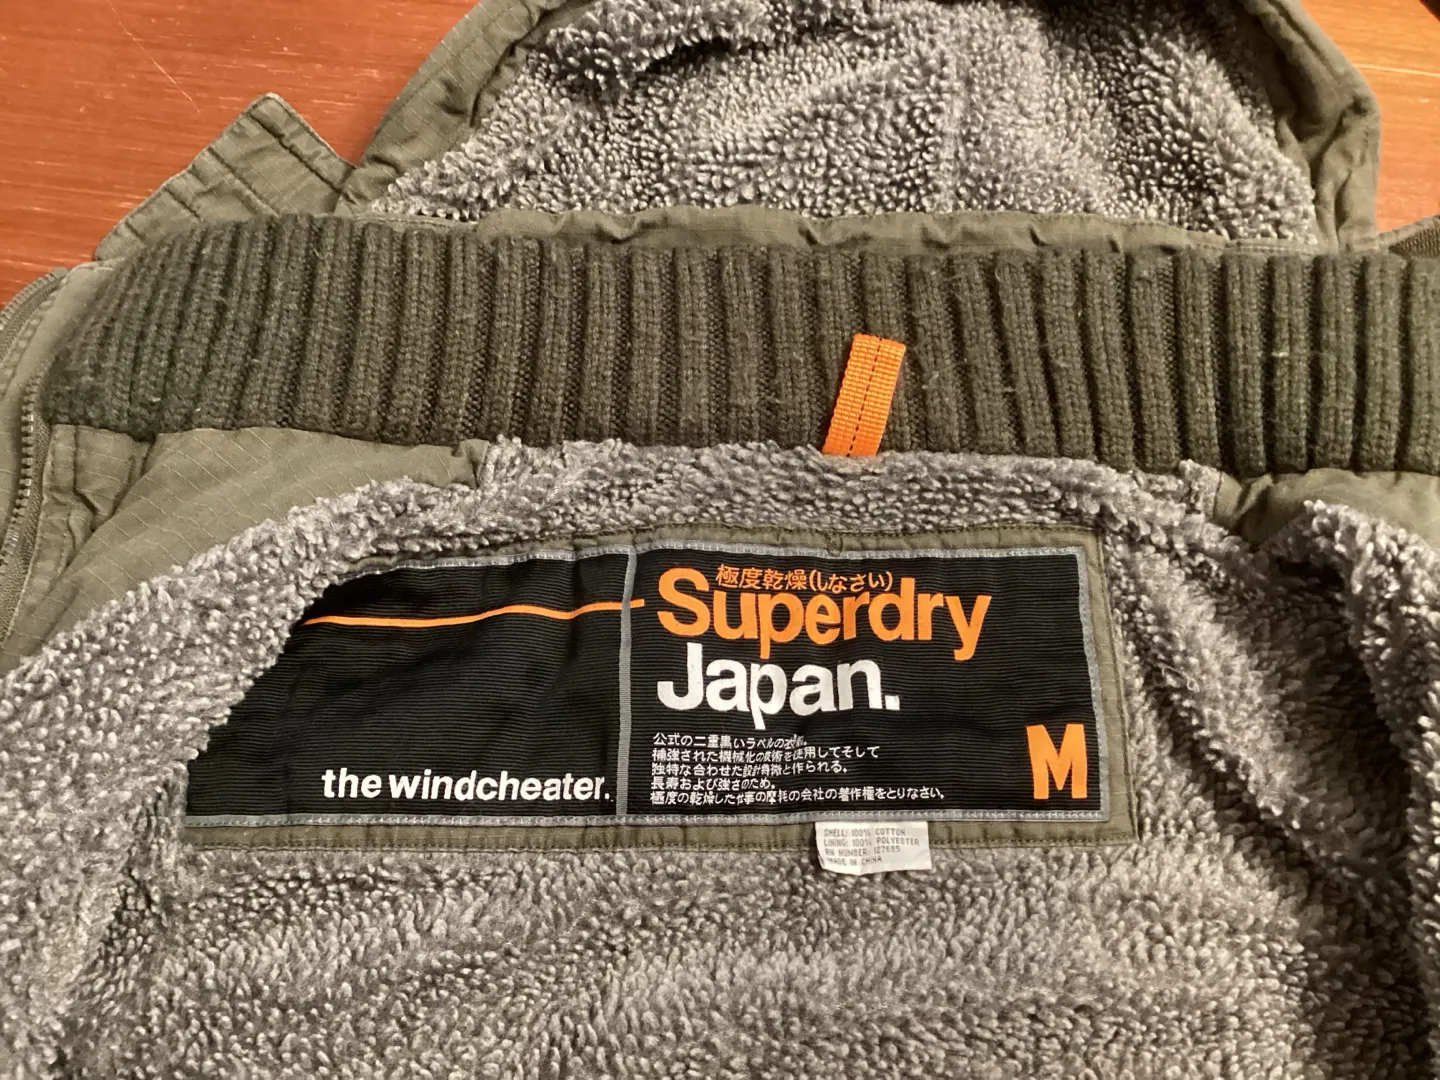 極度乾燥(しなさい)
Superdry
Japan.
公式の二重黒いラベルの衣
補強された機械化の技術を使用してそして
独特な合わせた設計骨微と作られる。
長寿および強さのため。
極度の乾燥した仕事の摩耗の会社の著作権をとりなさい。
M
the windcheater.
SHELL: 100% COTTON
LINING: 100% POLYESTER
RN NUMBER: 127685
MADE IN CHINA